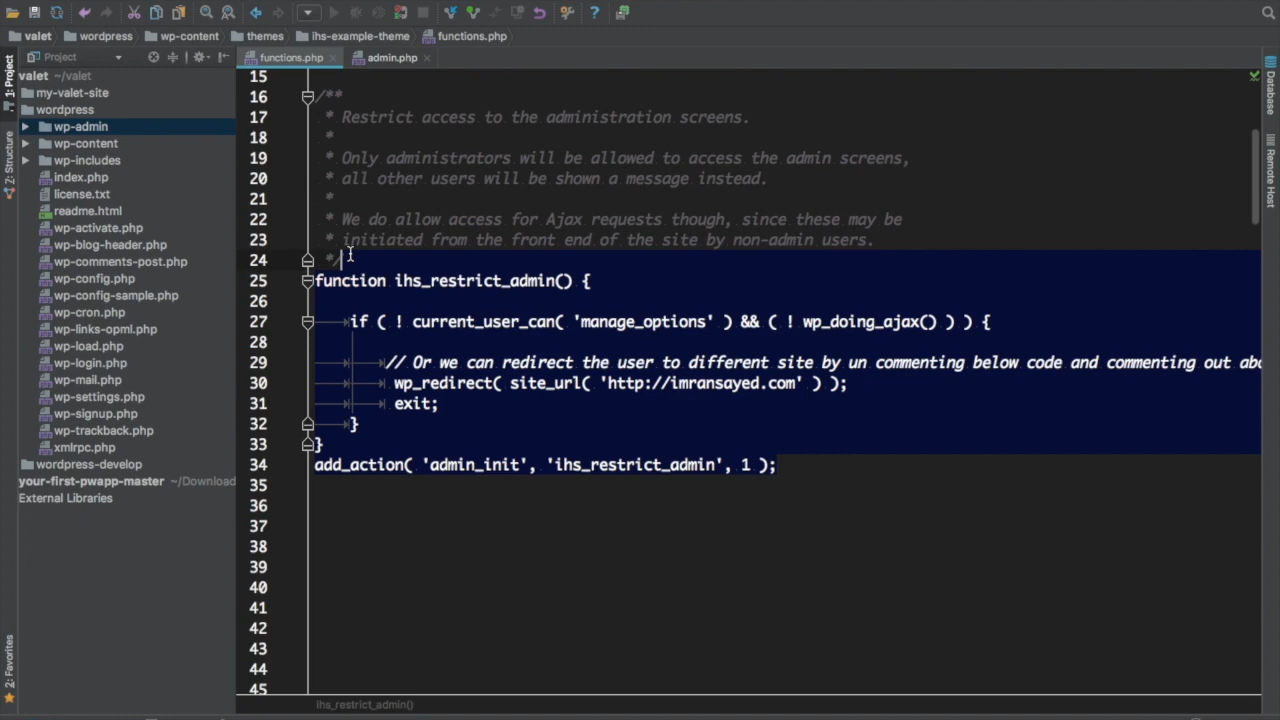 valet wordpress wp-content themes ihs-example-theme functions.php
1: Project
Z: Structure
2: Favorites
Project
valet ~/valet
my-valet-site
wordpress
wp-admin
wp-content
wp-includes
index.php
license.txt
readme.html
wp-activate.php
wp-blog-header.php
wp-comments-post.php
wp-config.php
wp-config-sample.php
wp-cron.php
wp-links-opml.php
wp-load.php
wp-login.php
wp-mail.php
wp-settings.php
wp-signup.php
wp-trackback.php
xmlrpc.php
wordpress-develop
your-first-pwapp-master ~/Download
External Libraries
functions.php admin.php
15
16 /**
17 * Restrict access to the administration screens.
18 *
19 * Only administrators will be allowed to access the admin screens,
20 * all other users will be shown a message instead.
21 *
22 * We do allow access for Ajax requests though, since these may be
23 * initiated from the front end of the site by non-admin users.
24 */
25 function ihs_restrict_admin() {
26
27 if ( ! current_user_can( 'manage_options' ) && ( ! wp_doing_ajax() ) ) {
28
29 // Or we can redirect the user to different site by un commenting below code and commenting out abo
30 wp_redirect( site_url( 'http://imransayed.com' ) );
31 exit;
32 }
33 }
34 add_action( 'admin_init', 'ihs_restrict_admin', 1 );
35
36
37
38
39
40
41
42
43
44
45
ihs_restrict_admin()
Database
Remote Host